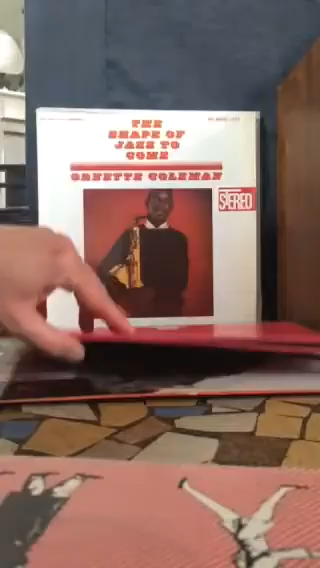 THE
SHAPE OF
JAZZ TO
COME
ORNETTE COLEMAN
STEREO